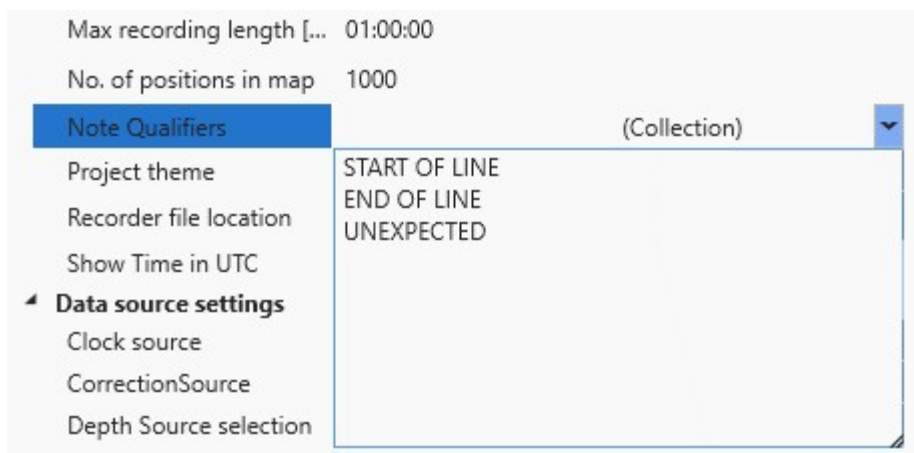 Max recording length [... 01:00:00
No. of positions in map 1000
Note Qualifiers (Collection)
Project theme START OF LINE
END OF LINE
Recorder file location UNEXPECTED
Show Time in UTC
Data source settings
Clock source
CorrectionSource
Depth Source selection